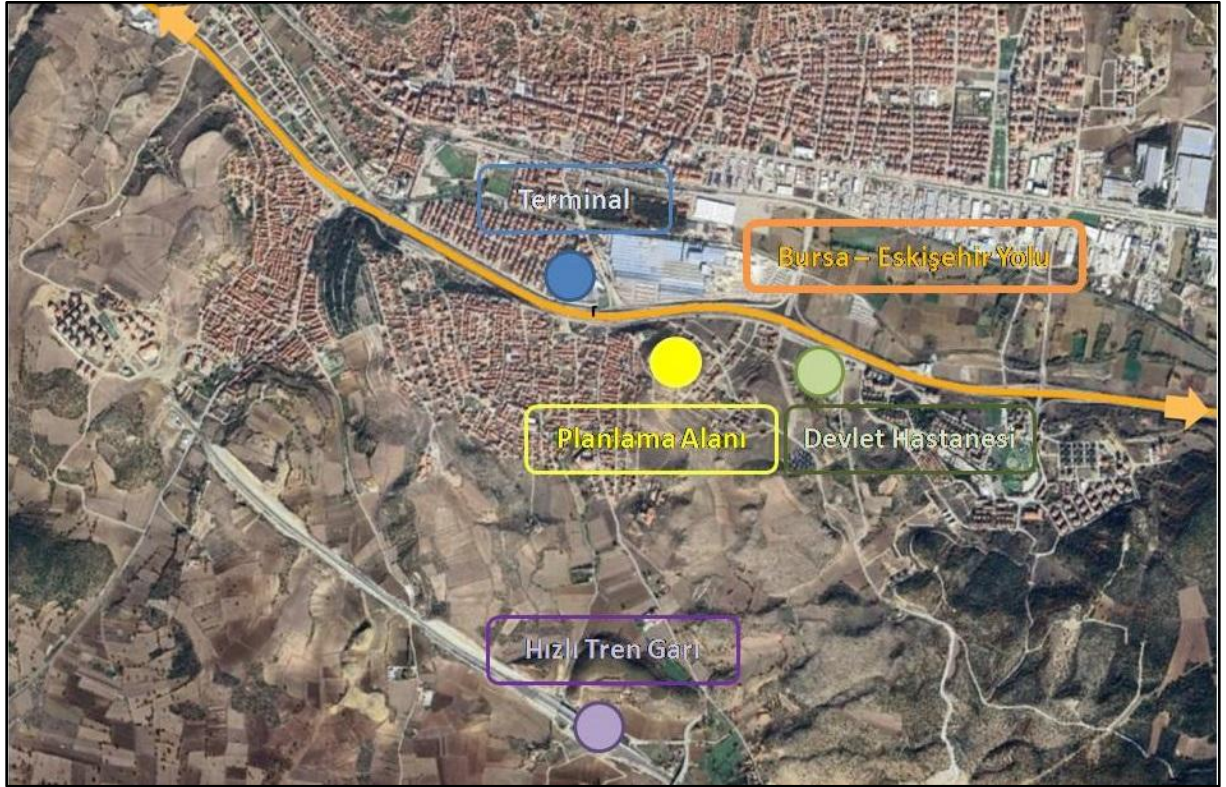 Terminal
Bursa – Eskişehir Yolu
Planlama Alanı
Devlet Hastanesi
Hızlı Tren Garı